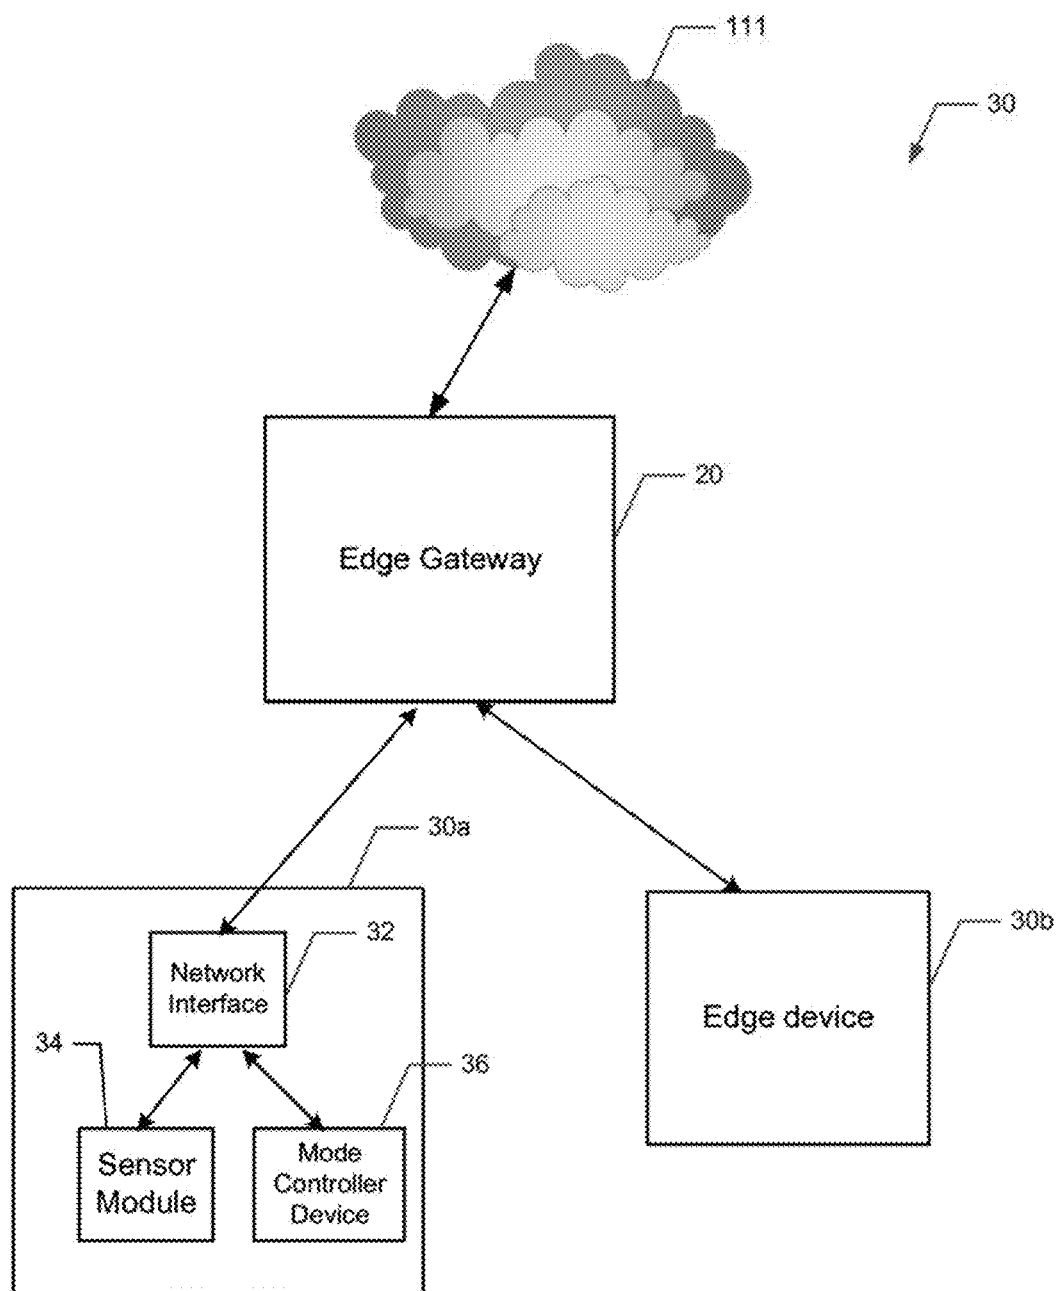 111
30
20
Edge Gateway
30a
32
Network
Interface
30b
Edge device
34
36
Sensor
Module
Mode
Controller
Device